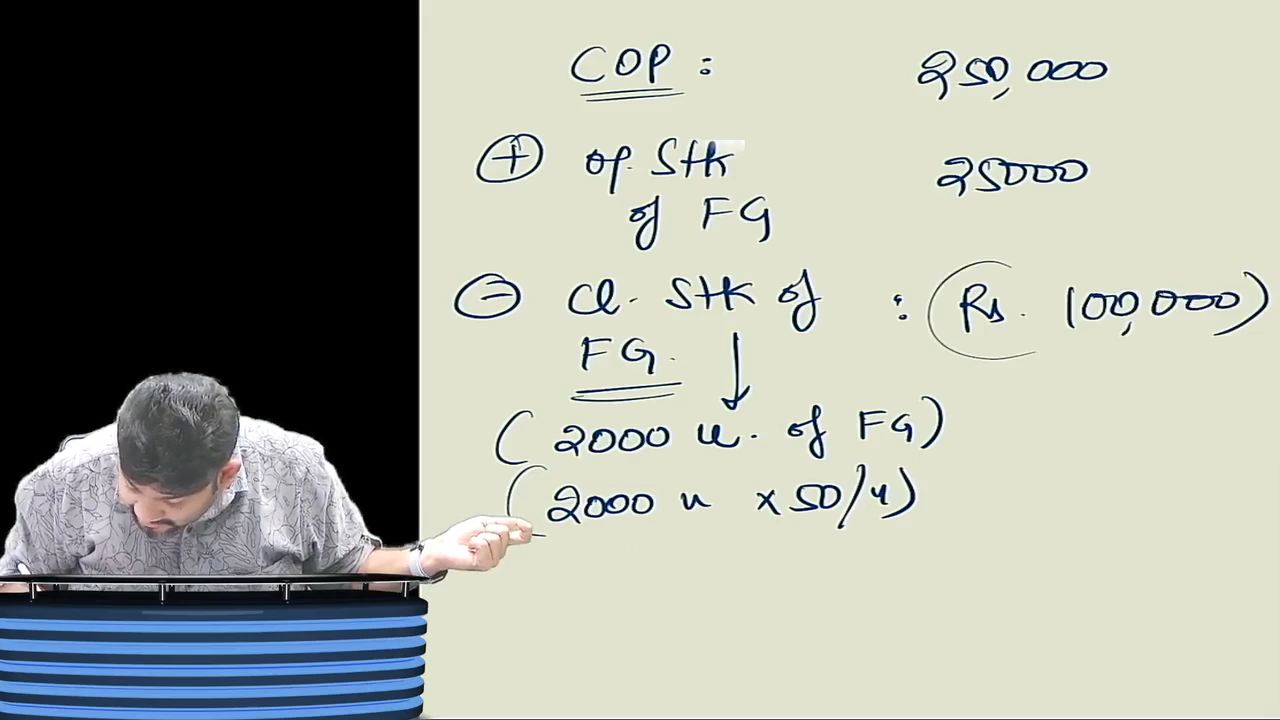 COP : 250,000
+ op. Stk 25000
of FG
- Cl. Stk of : (Rs. 100,000)
FG.
(2000 u. of FG)
(2000 u x 50/u)